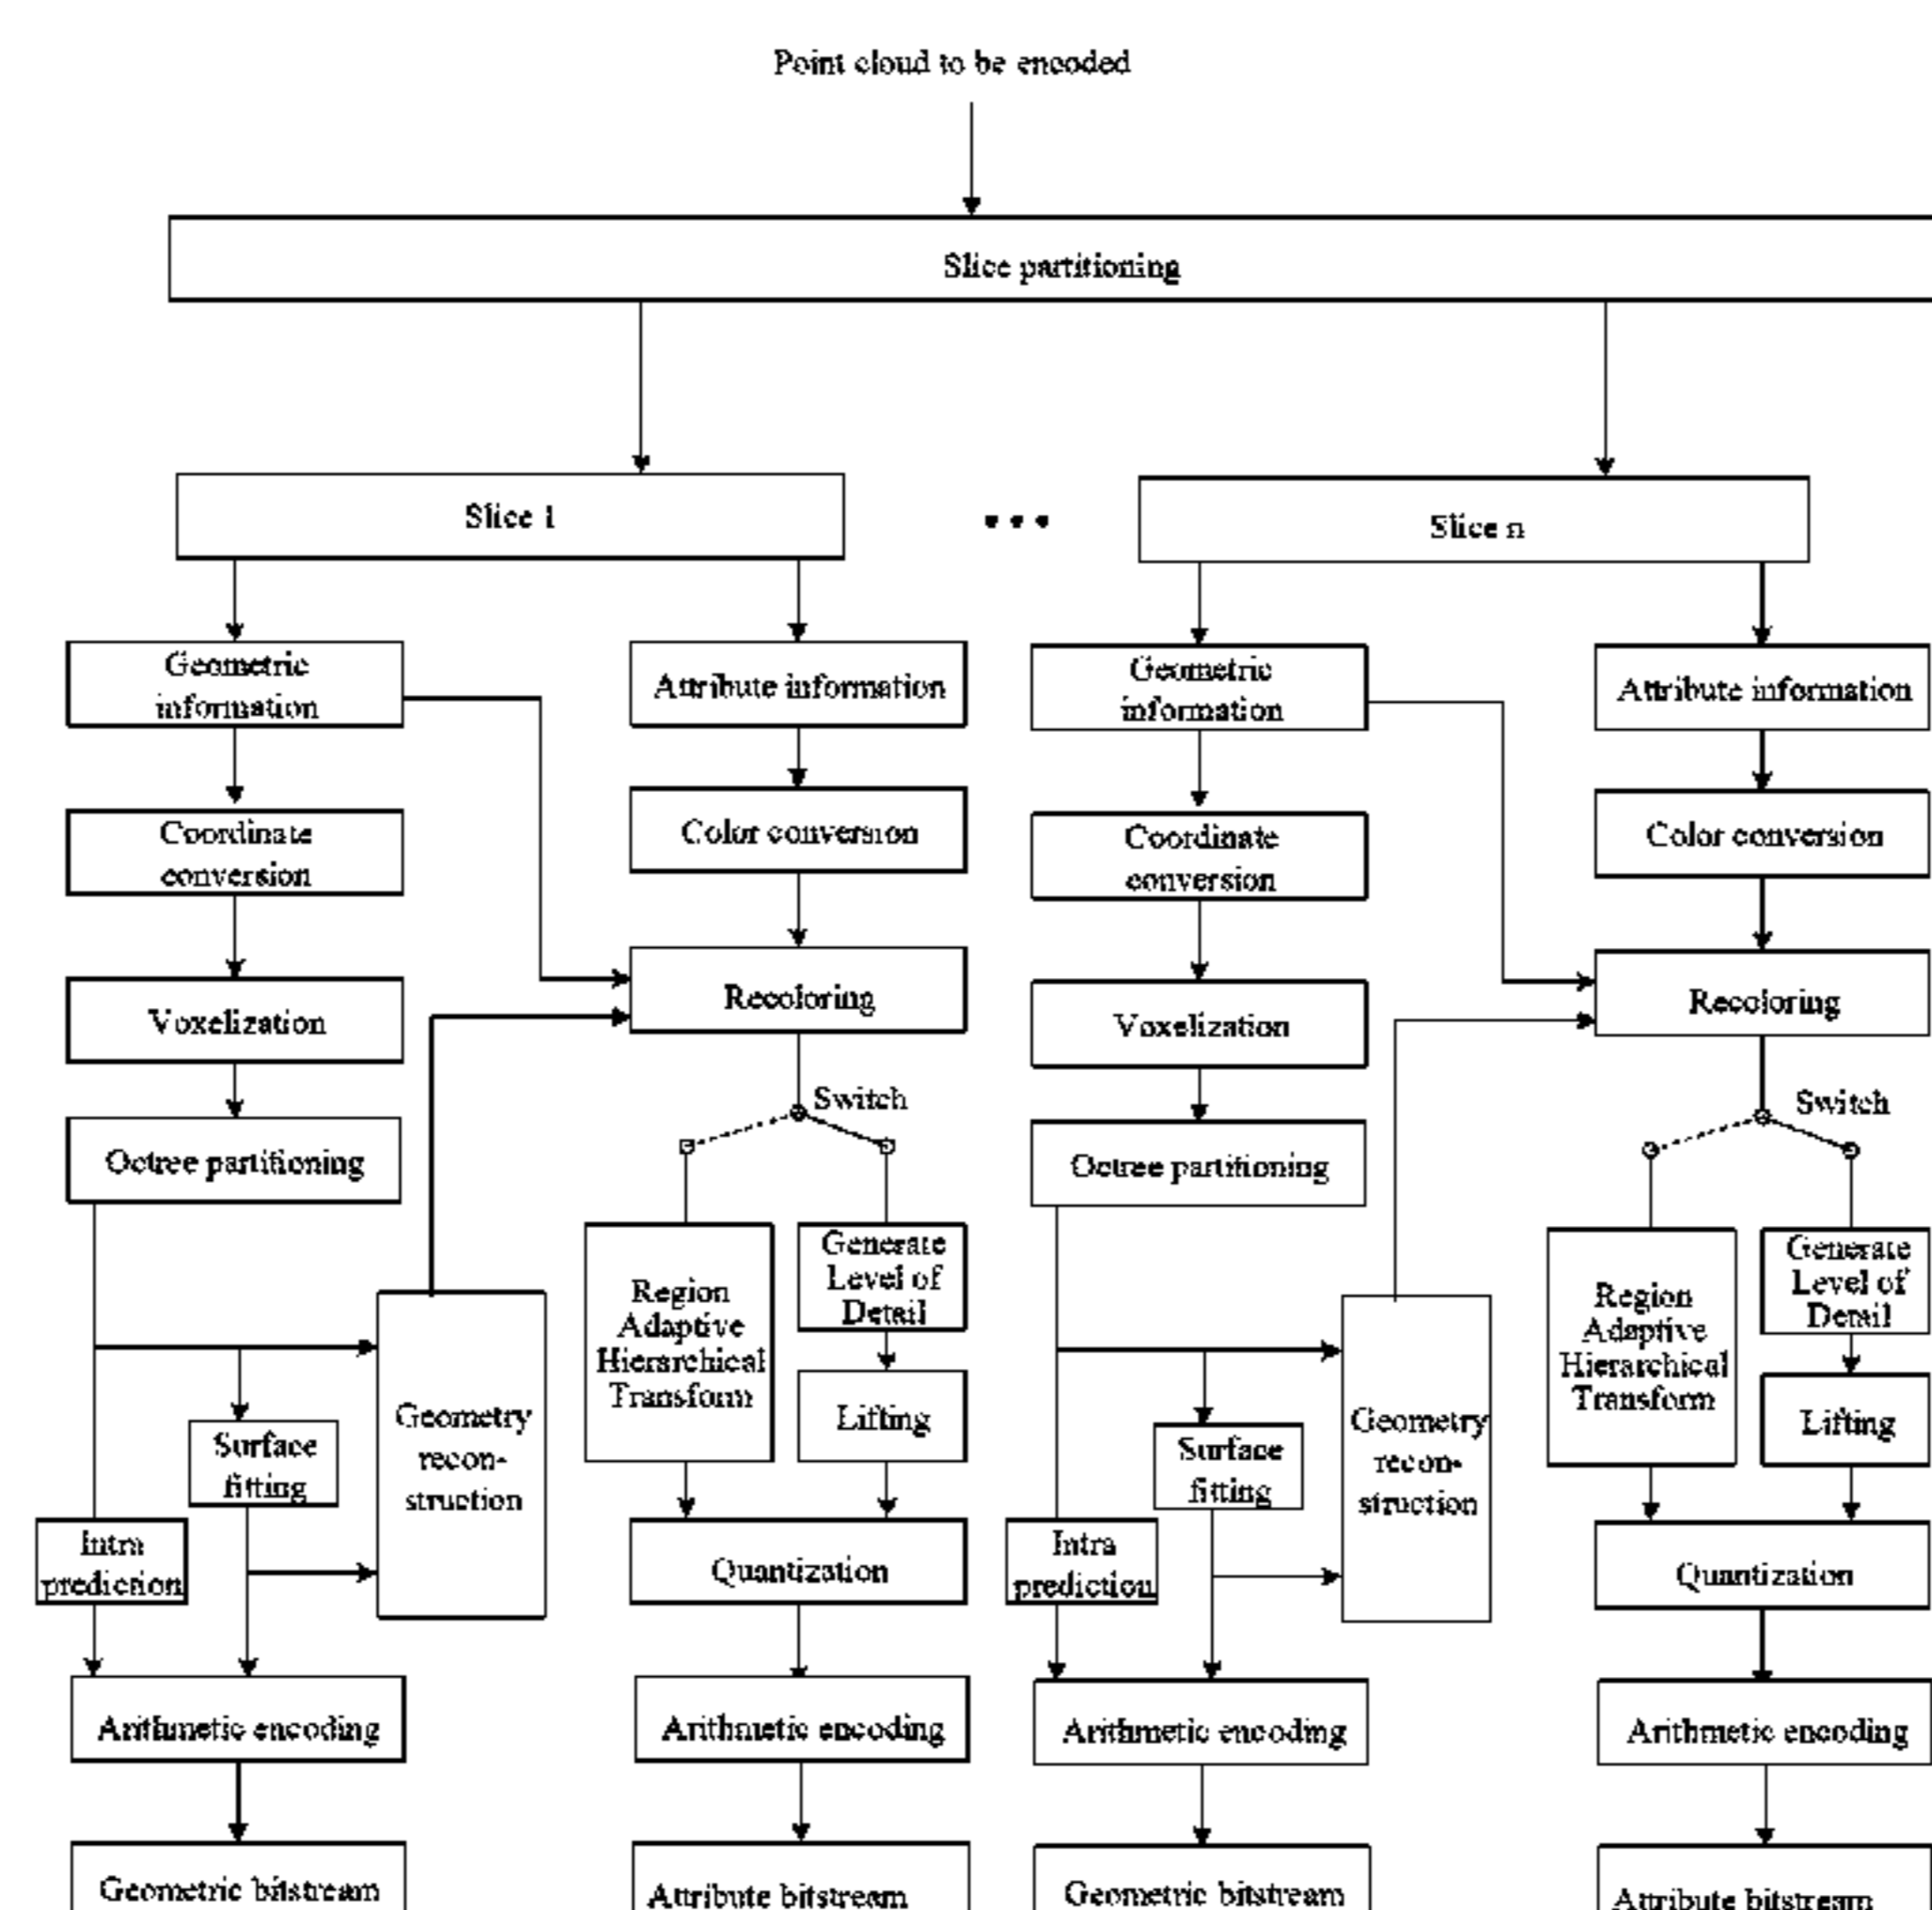 Point cloud to be encoded
Slice partitioning
Slice 1
Slice n
Geometric
information
Attribute information
Coordinate
conversion
Color conversion
Voxelization
Recoloring
Octree partitioning
Switch
Region
Adaptive
Hierarchical
Transform
Generate
Level of
Detail
Lifting
Surface
fitting
Geometry
recon-
struction
Intra
prediction
Quantization
Arithmetic encoding
Arithmetic encoding
Geometric bitstream
Attribute bitstream
Geometric
information
Attribute information
Coordinate
conversion
Color conversion
Voxelization
Recoloring
Octree partitioning
Switch
Region
Adaptive
Hierarchical
Transform
Generate
Level of
Detail
Lifting
Surface
fitting
Geometry
recon-
struction
Intra
prediction
Quantization
Arithmetic encoding
Arithmetic encoding
Geometric bitstream
Attribute bitstream